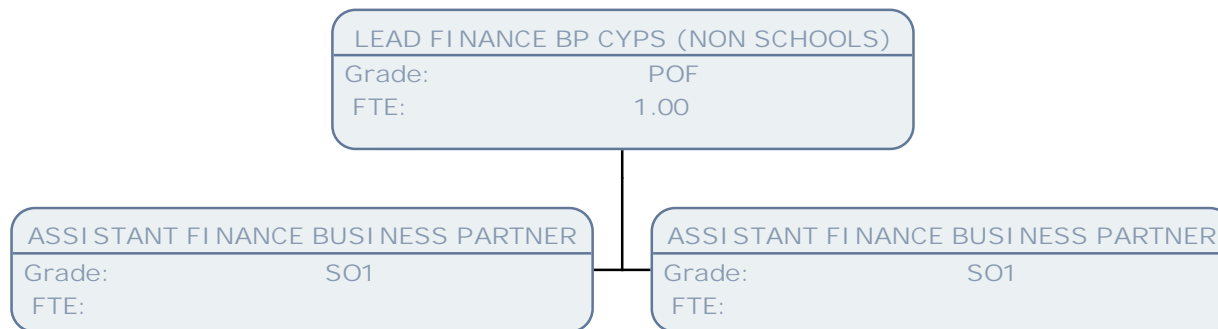 LEAD FINANCE BP CYPS (NON SCHOOLS)
Grade: POF
FTE: 1.00
ASSISTANT FINANCE BUSINESS PARTNER
Grade: SO1
FTE:
ASSISTANT FINANCE BUSINESS PARTNER
Grade: SO1
FTE: